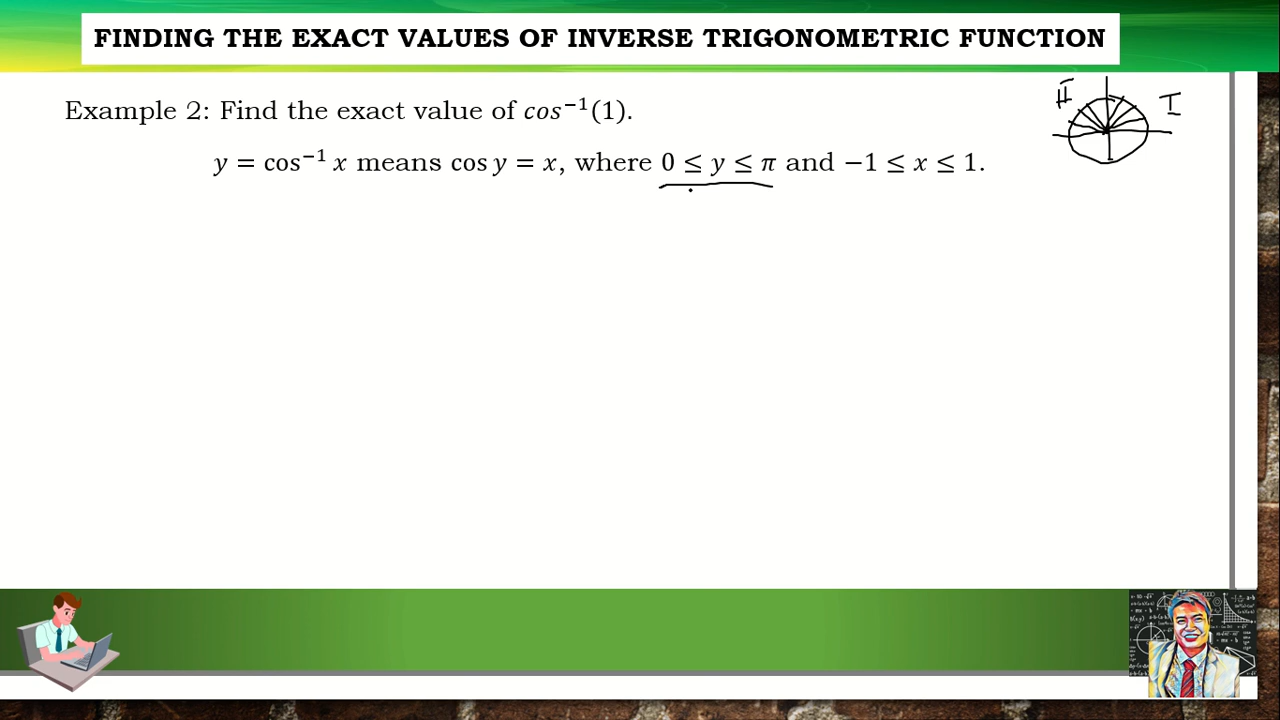 FINDING THE EXACT VALUES OF INVERSE TRIGONOMETRIC FUNCTION
II
I
Example 2: Find the exact value of cos⁻¹(1).
y = cos⁻¹ x means cos y = x, where 0 ≤ y ≤ π and −1 ≤ x ≤ 1.